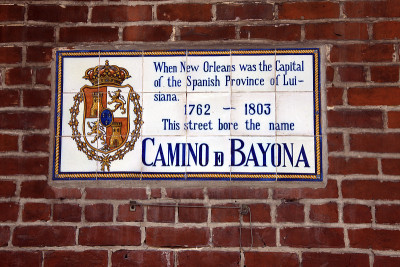 When New Orleans was the Capital
of the Spanish Province of Lui-
siana.
1762 — 1803
This street bore the name
CAMINO D BAYONA